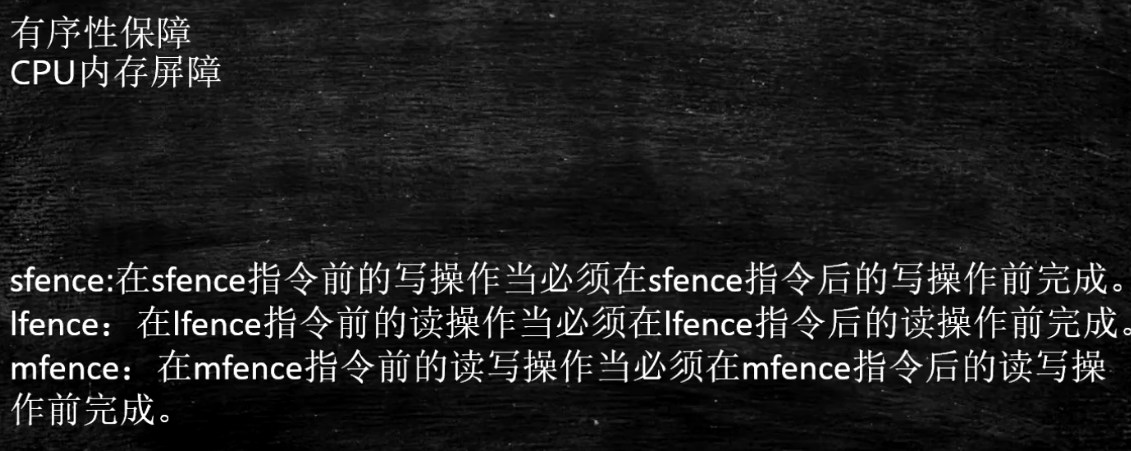 有序性保障
CPU内存屏障
sfence:在sfence指令前的写操作当必须在sfence指令后的写操作前完成。
lfence：在lfence指令前的读操作当必须在lfence指令后的读操作前完成。
mfence：在mfence指令前的读写操作当必须在mfence指令后的读写操
作前完成。